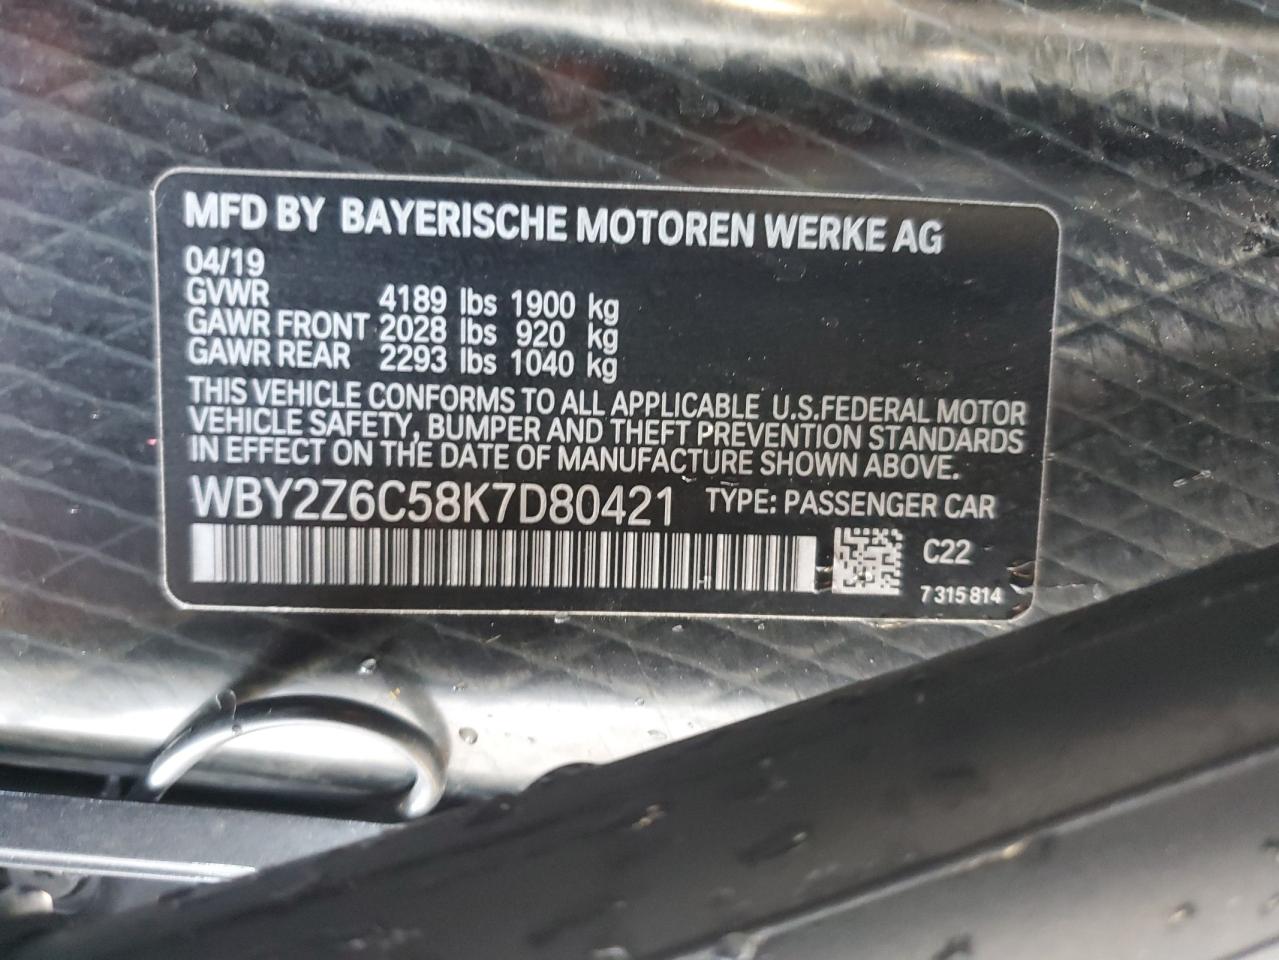 MFD BY BAYERISCHE MOTOREN WERKE AG
04/19
GVWR 4189 lbs 1900 kg
GAWR FRONT 2028 lbs 920 kg
GAWR REAR 2293 lbs 1040 kg
THIS VEHICLE CONFORMS TO ALL APPLICABLE U.S.FEDERAL MOTOR
VEHICLE SAFETY, BUMPER AND THEFT PREVENTION STANDARDS
IN EFFECT ON THE DATE OF MANUFACTURE SHOWN ABOVE.
WBY2Z6C58K7D80421 TYPE: PASSENGER CAR
C22
7 315 814